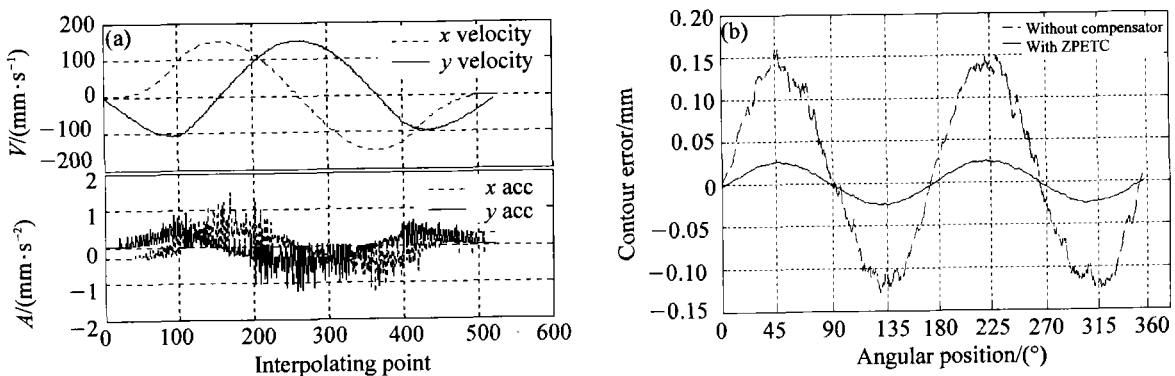 (a)
x velocity
y velocity
V/(mm·s⁻¹)
200
100
0
−100
−200
x acc
y acc
A/(mm·s⁻²)
2
1
0
−1
−2
0 100 200 300 400 500 600
Interpolating point
(b)
Without compensator
With ZPETC
Contour error/mm
0.20
0.15
0.10
0.05
0
−0.05
−0.10
0.15
0 45 90 135 180 225 270 315 360
Angular position/(°)